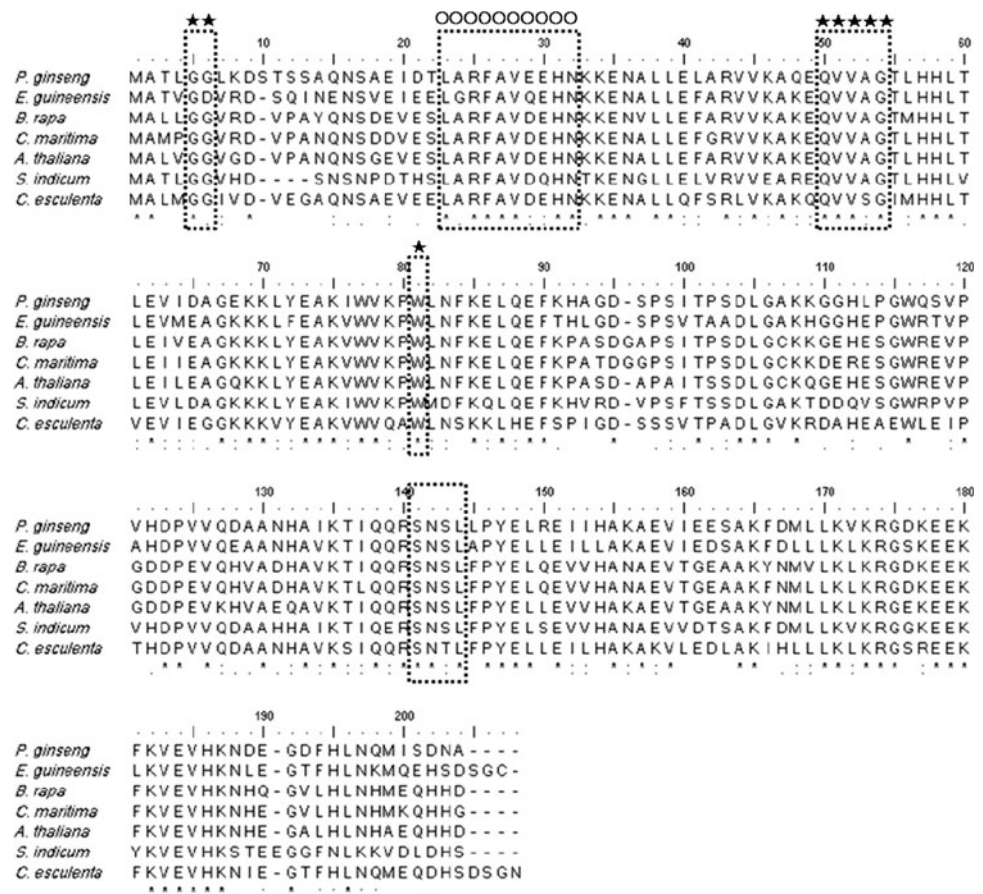 10 20 30 40 50 60
P. ginseng MATLGGLKDSTSSAQNSAEIDTLARFAVEEHNKKENALLELARVVKAQEQVVAGTLHHLT
E. guineensis MATVGDVRD-SQINENSVEIEELGRFAVQEHNKKENALLEFARVVKAKEQVVAGTLHHLT
B. rapa MALLGGVRD-VPAYQNSDEVESLARFAVDEHNKKENALLEFARVVKAKEQVVAGTMHHLT
C. maritima MAMPGGVRD-VPANQNSDDVESLARFAVDEHNKKENALLEFGRVVKAKEQVVAGTLHHLT
A. thaliana MALVGGVGD-VPANQNSGEVESLARFAVDEHNKKENALLEFARVVKAKEQVVAGTLHHLT
S. indicum MATLGGVHD----SNSNPDTHSLARFAVDQHNTKENGLLELVRVVEAREQVVAGTLHHLV
C. esculenta MALMGGIVD-VEGAQNSAEVEELARFAVDEHNKKENALLQFSRLVKAKQQVVSGIMHHLT
70 80 90 100 110 120
P. ginseng LEVIDAGEKKLYEAKIWVKPWLNFKELQEFKHAGD-SPSITPSDLGAKKGGHLPGWQSVP
E. guineensis LEVMEAGKKKLFEAKVWVKPWLNFKELQEFTHLGD-SPSVTAADLGAKHGGHEPGWRTVP
B. rapa LEIVEAGKKKLYEAKVWVKPWLNFKELQEFKPASDGAPSITPSDLGCKKGEHESGWREVP
C. maritima LEIIEAGKKKLYEAKVWVKPWLNFKELQEFKPATDGGPSITPSDLGCKKDERESGWREVP
A. thaliana LEILEAGQKKLYEAKVWVKPWLNFKELQEFKPASD-APAITSSDLGCKQGEHESGWREVP
S. indicum LEVLDAGKKKLYEAKVWVKPWMDFKQLQEFKHVRD-VPSFTSSDLGAKTDDQVSGWRPVP
C. esculenta VEVIEGGKKKVYEAKVWVQAWLNSKKLHEFSPIGD-SSSVTPADLGVKRDAHEAEWLEIP
130 140 150 160 170 180
P. ginseng VHDPVVQDAANHAIKTIQQRSNSLLPYELREIIHAKAEVIEESAKFDMLLKVKRGDKEEK
E. guineensis AHDPVVQEAANHAVKTIQQRSNSLAPYELLEILLAKAEVIEDSAKFDLLLKLKRGSKEEK
B. rapa GDDPEVQHVADHAVKTIQQRSNSLFPYELQEVVHANAEVTGEAAKYNMVLKLKRGDKEEK
C. maritima GDDPEVQHVADHAVKTLQQRSNSLFPYELQEVVHANAEVTGEAAKYNMLLKLKRGDKEEK
A. thaliana GDDPEVKHVAEQAVKTIQQRSNSLFPYELLEVVHAKAEVTGEAAKYNMLLKLKRGEKEEK
S. indicum VHDPVVQDAAHHAIKTIQERSNSLFPYELSEVVHANAEVVDTSAKFDMLLKVKRGGKEEK
C. esculenta THDPVVQDAANHAVKSIQQRSNTLFPYELLEILHAKAKVLEDLAKIHLLLKLKRGSREEK
190 200
P. ginseng FKVEVHKNDE-GDFHLNQMISDNA----
E. guineensis LKVEVHKNLE-GTFHLNKMQEHSDSGC-
B. rapa FKVEVHKNHQ-GVLHLNHMEQHHD----
C. maritima FKVEVHKNHE-GVLHLNHMKQHHG----
A. thaliana FKVEVHKNHE-GALHLNHAEQHHD----
S. indicum YKVEVHKSTEEGGFNLKKVDLDHS----
C. esculenta FKVEVHKNIE-GTFHLNQMEQDHSDSGN